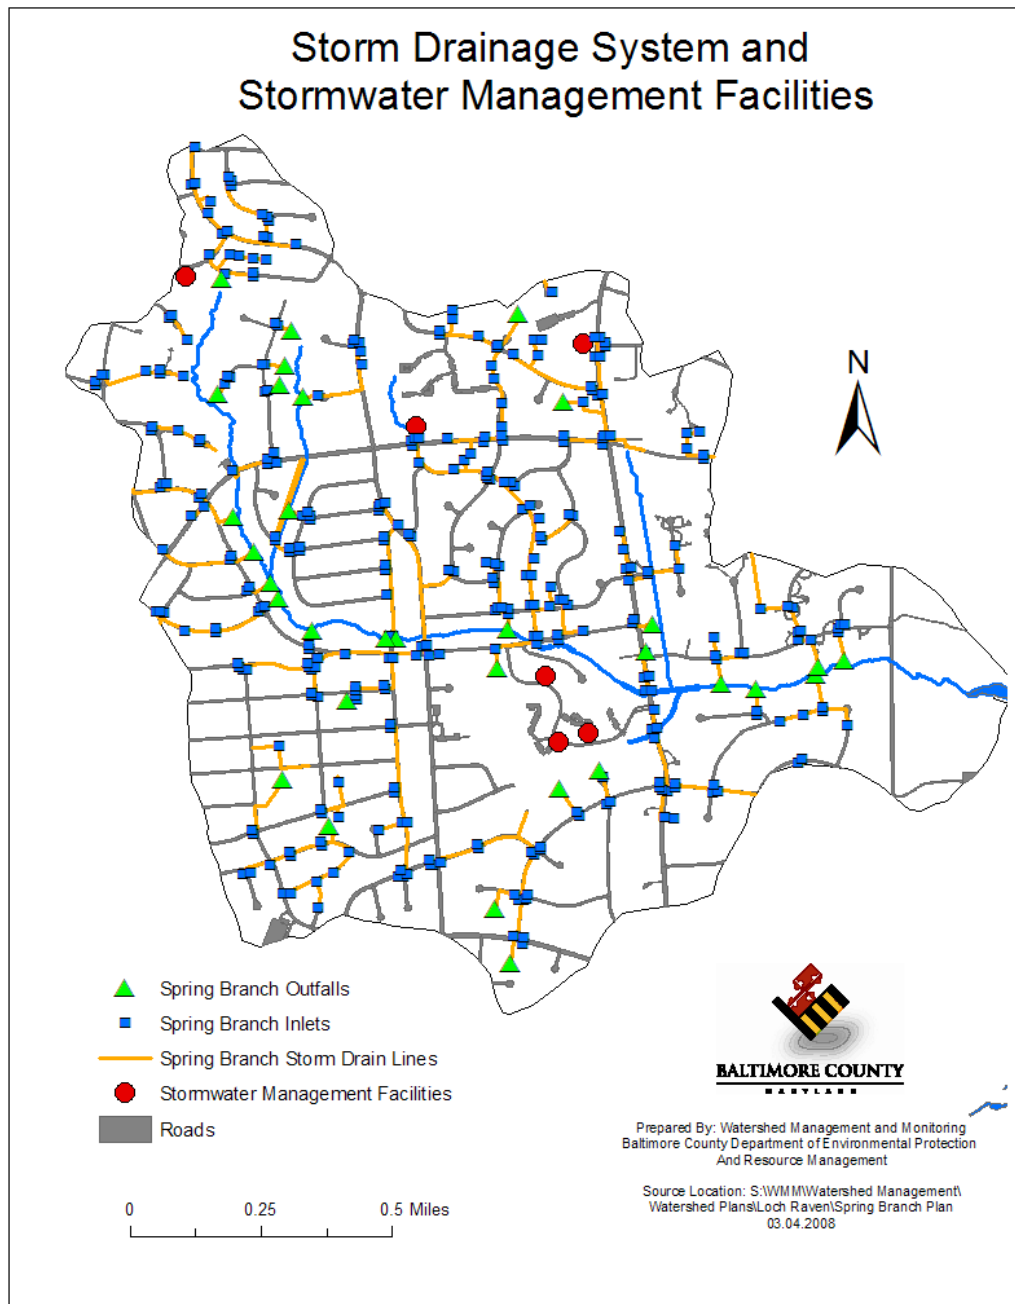 Storm Drainage System and
Stormwater Management Facilities
N
Spring Branch Outfalls
Spring Branch Inlets
Spring Branch Storm Drain Lines
Stormwater Management Facilities
Roads
0 0.25 0.5 Miles
BALTIMORE COUNTY
MARYLAND
Prepared By: Watershed Management and Monitoring
Baltimore County Department of Environmental Protection
And Resource Management
Source Location: S:\WMM\Watershed Management\
Watershed Plans\Loch Raven\Spring Branch Plan
03.04.2008